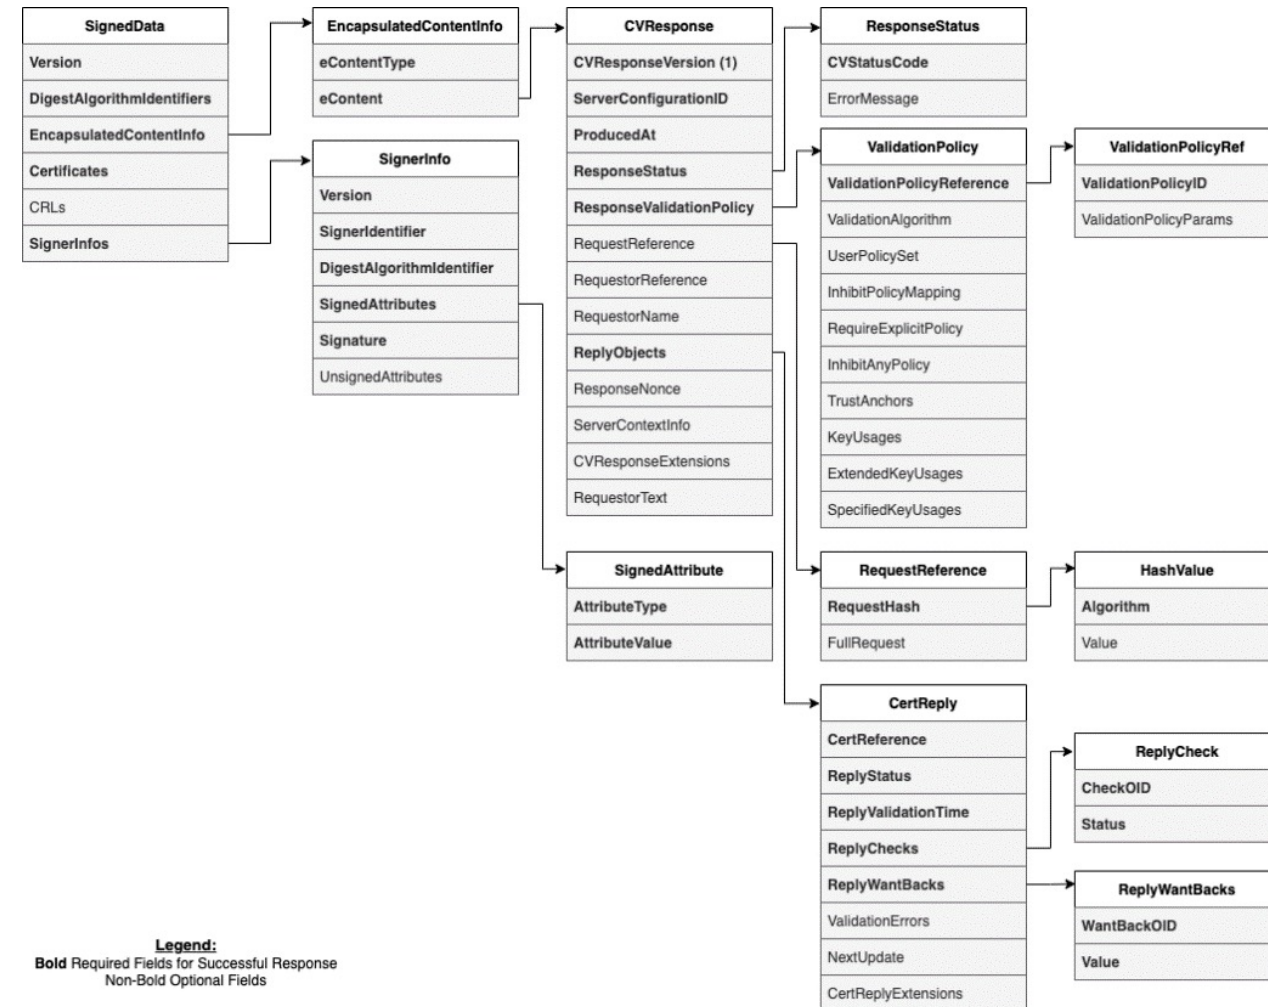 SignedData
Version
DigestAlgorithmIdentifiers
EncapsulatedContentInfo
Certificates
CRLs
SignerInfos
EncapsulatedContentInfo
eContentType
eContent
SignerInfo
Version
SignerIdentifier
DigestAlgorithmIdentifier
SignedAttributes
Signature
UnsignedAttributes
CVResponse
CVResponseVersion (1)
ServerConfigurationID
ProducedAt
ResponseStatus
ResponseValidationPolicy
RequestReference
RequestorReference
RequestorName
ReplyObjects
ResponseNonce
ServerContextInfo
CVResponseExtensions
RequestorText
SignedAttribute
AttributeType
AttributeValue
ResponseStatus
CVStatusCode
ErrorMessage
ValidationPolicy
ValidationPolicyReference
ValidationAlgorithm
UserPolicySet
InhibitPolicyMapping
RequireExplicitPolicy
InhibitAnyPolicy
TrustAnchors
KeyUsages
ExtendedKeyUsages
SpecifiedKeyUsages
ValidationPolicyRef
ValidationPolicyID
ValidationPolicyParams
RequestReference
RequestHash
FullRequest
HashValue
Algorithm
Value
CertReply
CertReference
ReplyStatus
ReplyValidationTime
ReplyChecks
ReplyWantBacks
ValidationErrors
NextUpdate
CertReplyExtensions
ReplyCheck
CheckOID
Status
ReplyWantBacks
WantBackOID
Value
Legend:
Bold Required Fields for Successful Response
Non-Bold Optional Fields